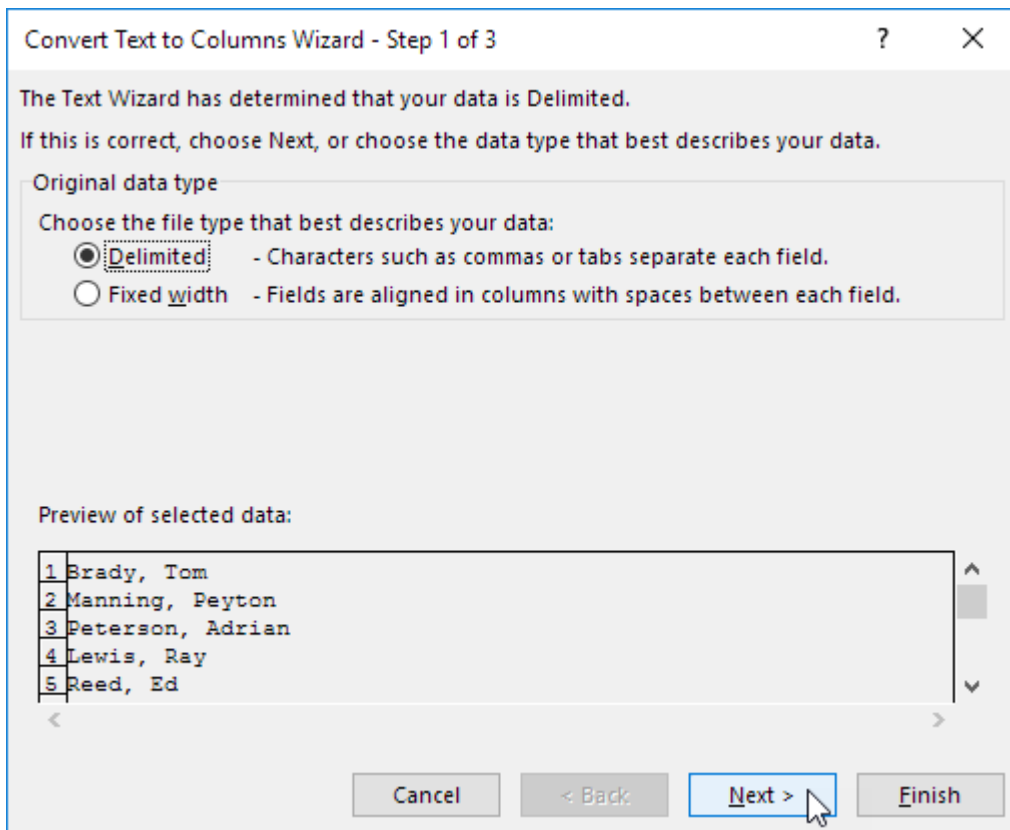 Convert Text to Columns Wizard - Step 1 of 3 ?
The Text Wizard has determined that your data is Delimited.
If this is correct, choose Next, or choose the data type that best describes your data.
Original data type
Choose the file type that best describes your data:
Delimited - Characters such as commas or tabs separate each field.
Fixed width - Fields are aligned in columns with spaces between each field.
Preview of selected data:
1 Brady, Tom
2 Manning, Peyton
3 Peterson, Adrian
4 Lewis, Ray
5 Reed, Ed
Cancel < Back Next > Finish